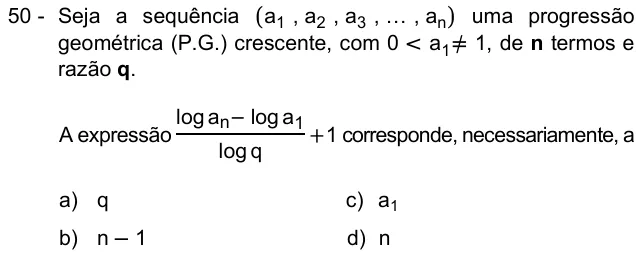 50 - Seja a sequência (a₁ , a₂ , a₃ , ... , aₙ) uma progressão
geométrica (P.G.) crescente, com 0 < a₁ ≠ 1, de n termos e
razão q.
A expressão (log aₙ – log a₁)/(log q) + 1 corresponde, necessariamente, a
a) q c) a₁
b) n – 1 d) n